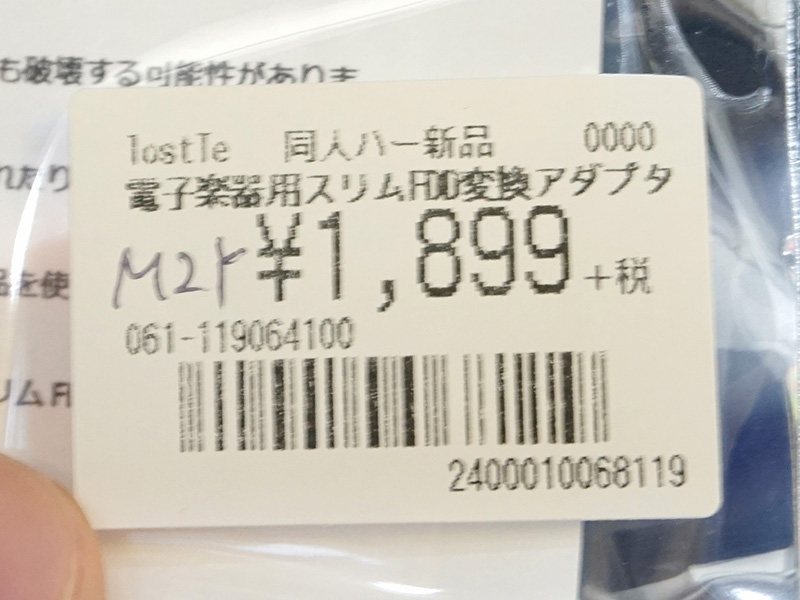 も破壊する可能性がありま
れたり
lostTe 同人ハー新品 0000
電子楽器用スリムFDD変換アダプタ
M2ト ¥1,899 +税
品を使
061-119064100
リムF
2400010068119